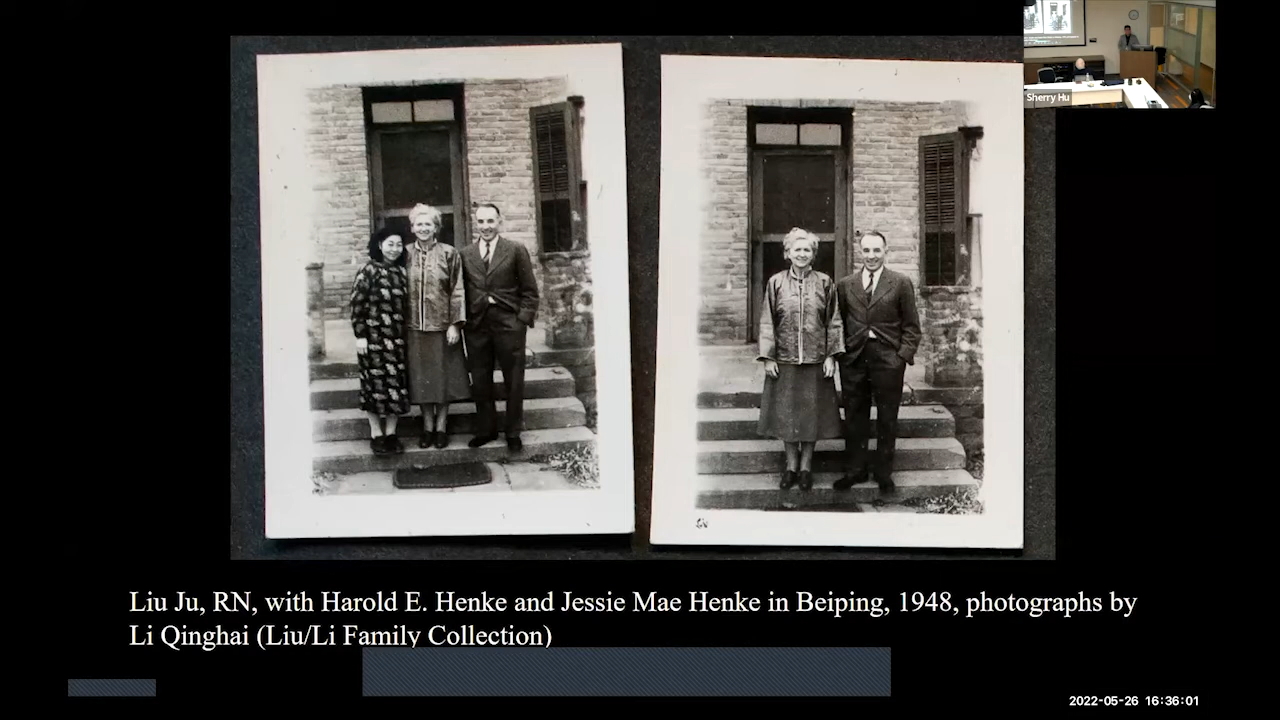 Sherry Hu
Liu Ju, RN, with Harold E. Henke and Jessie Mae Henke in Beiping, 1948, photographs by
Li Qinghai (Liu/Li Family Collection)
2022-05-26 16:36:01